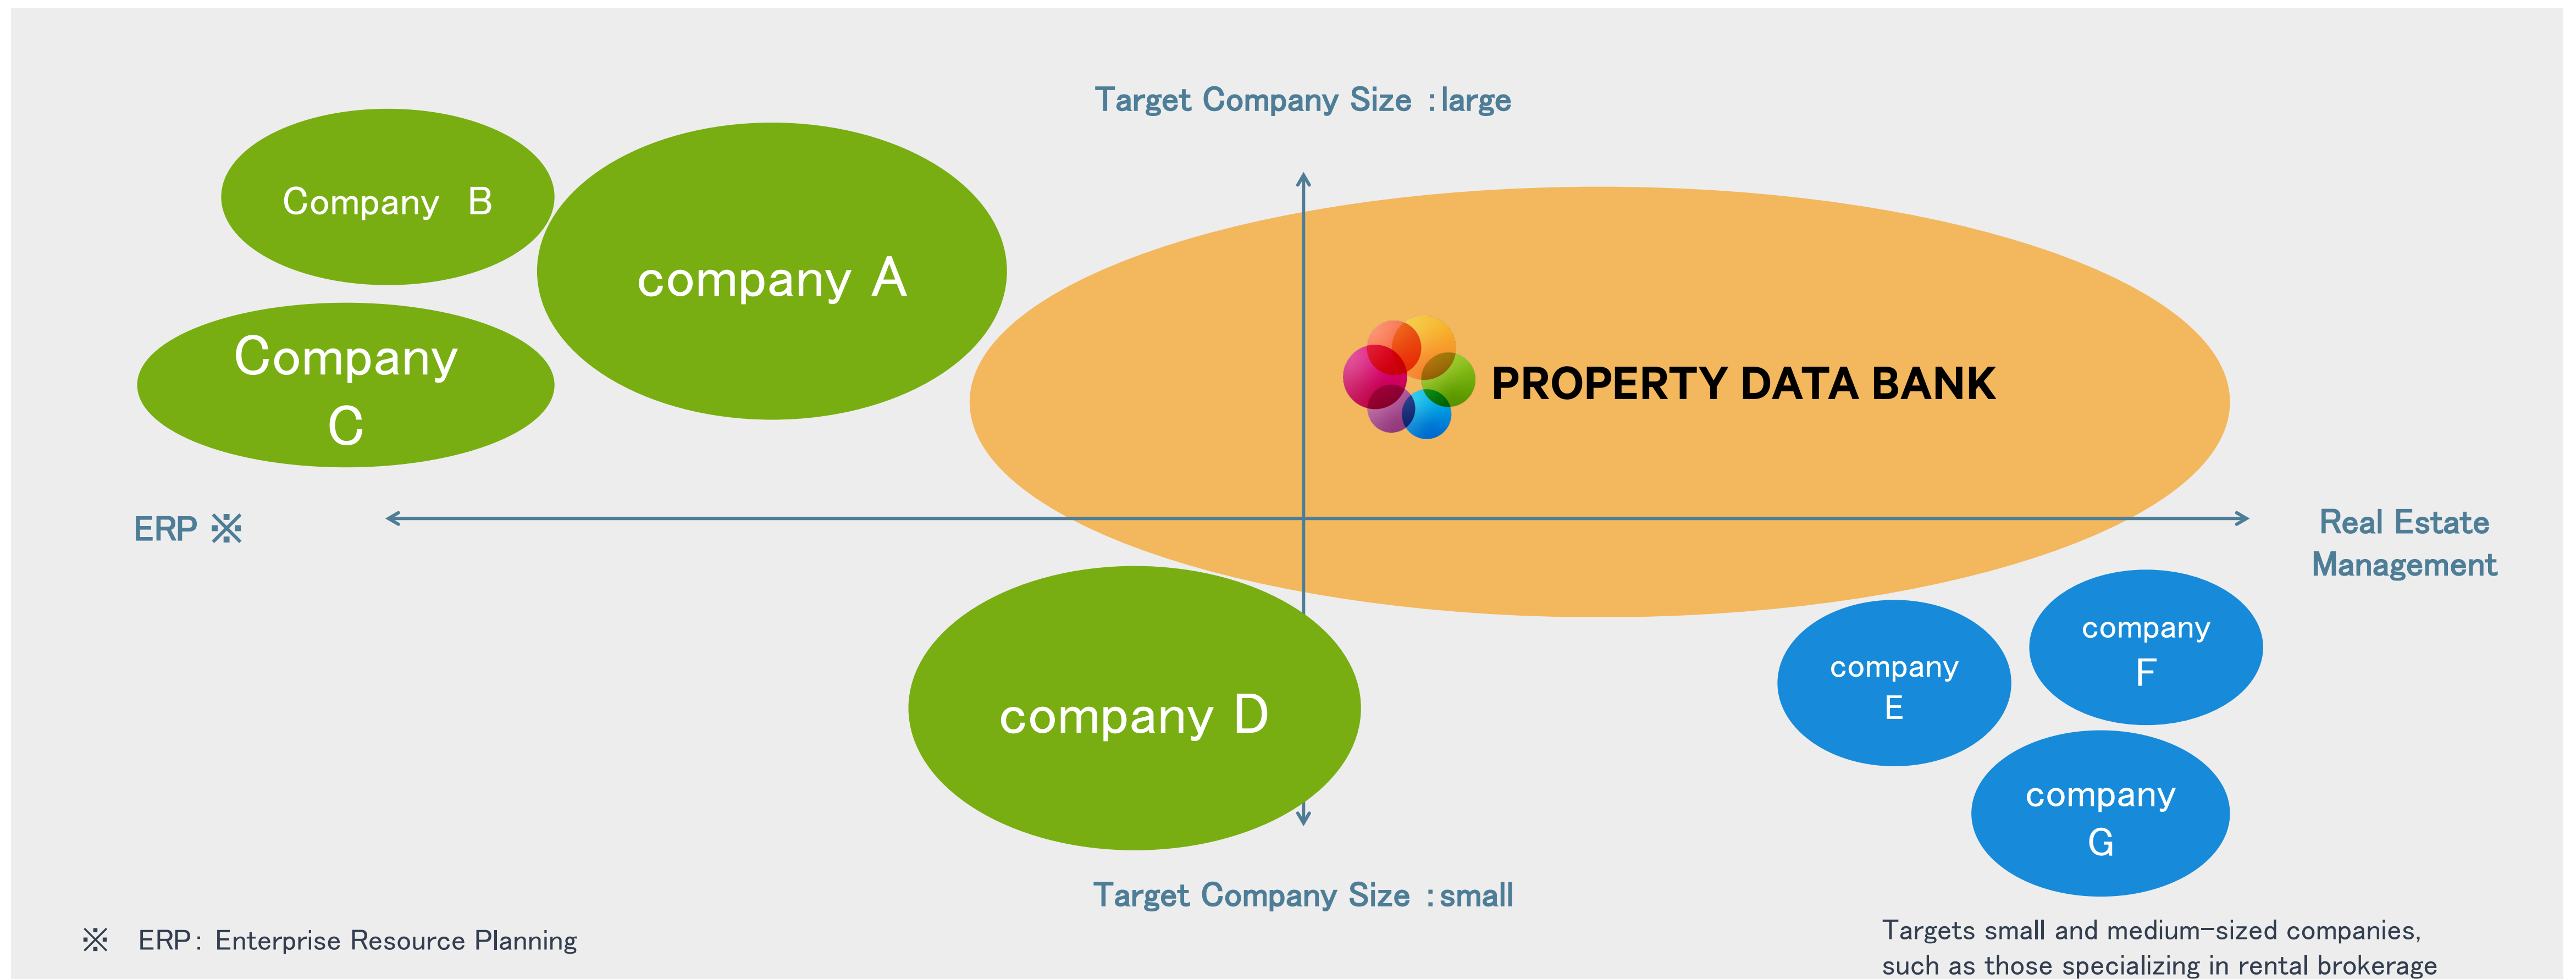 Target Company Size :large
Company B
company A
Company
C
PROPERTY DATA BANK
ERP ※
Real Estate
Management
company D
company
E
company
F
company
G
Target Company Size :small
※ ERP: Enterprise Resource Planning
Targets small and medium-sized companies,
such as those specializing in rental brokerage